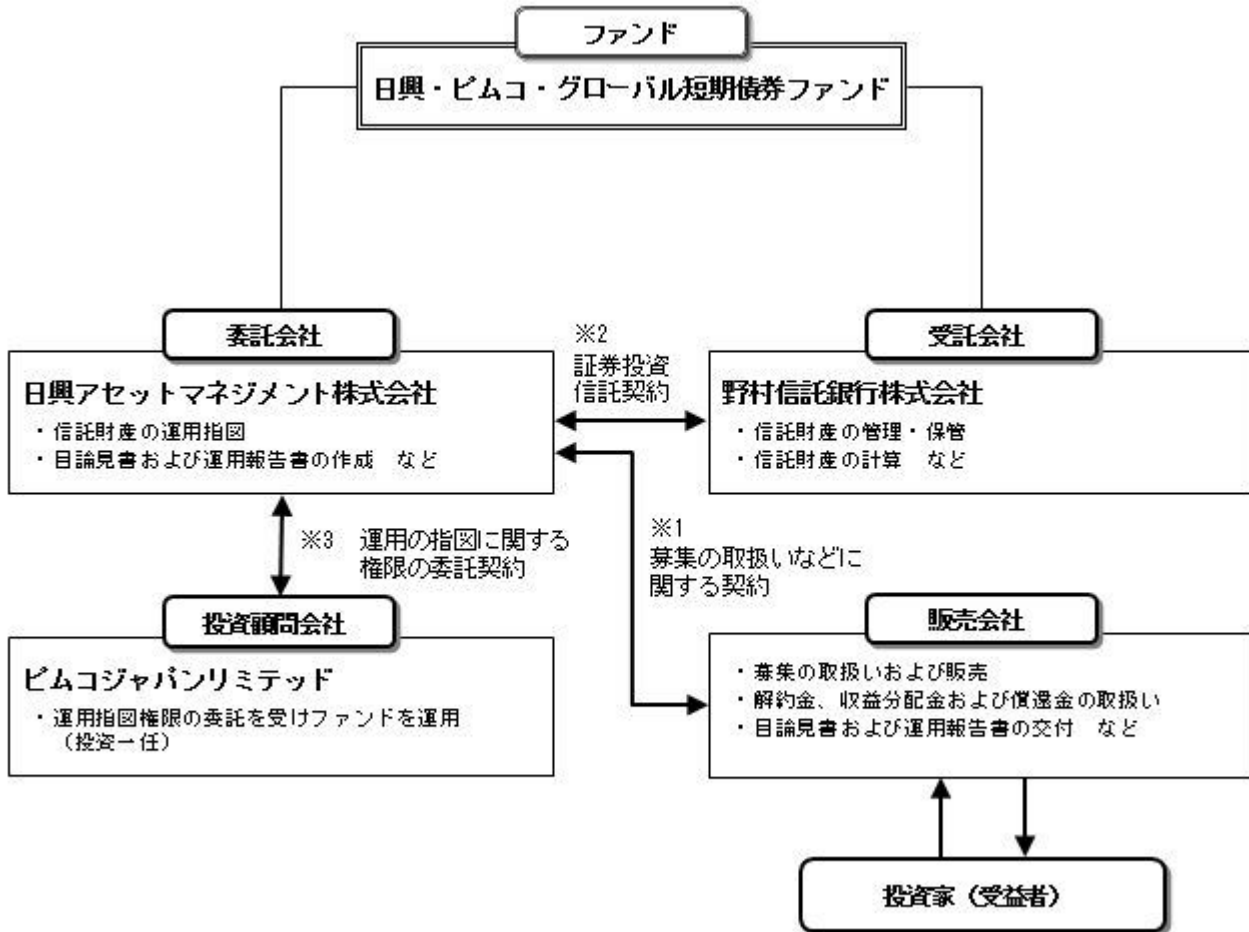 ファンド
日興・ピムコ・グローバル短期債券ファンド
委託会社
日興アセットマネジメント株式会社
・信託財産の運用指図
・目論見書および運用報告書の作成　など
※2
証券投資
信託契約
受託会社
野村信託銀行株式会社
・信託財産の管理・保管
・信託財産の計算　など
※3　運用の指図に関する
権限の委託契約
※1
募集の取扱いなどに
関する契約
投資顧問会社
ピムコジャパンリミテッド
・運用指図権限の委託を受けファンドを運用
（投資一任）
販売会社
・募集の取扱いおよび販売
・解約金、収益分配金および償還金の取扱い
・目論見書および運用報告書の交付　など
投資家（受益者）